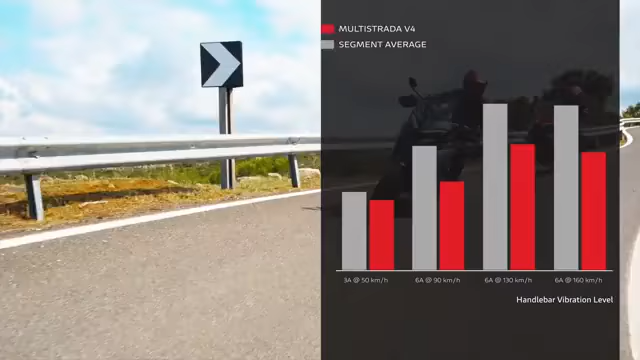 MULTISTRADA V4
SEGMENT AVERAGE
3A @ 50 km/h
6A @ 90 km/h
6A @ 130 km/h
6A @ 160 km/h
Handlebar Vibration Level